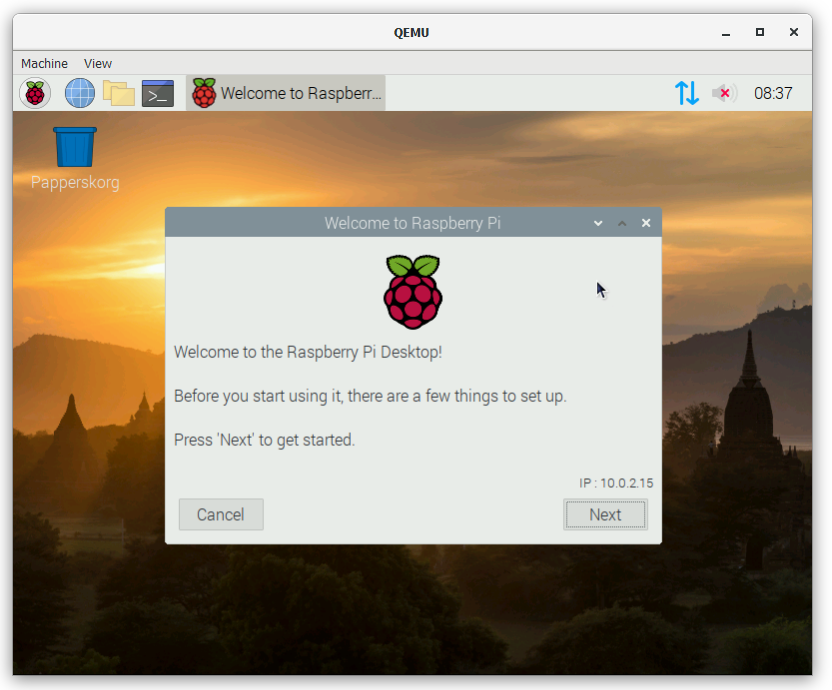 QEMU
Machine View
Welcome to Raspberr... 08:37
Papperskorg
Welcome to Raspberry Pi
Welcome to the Raspberry Pi Desktop!
Before you start using it, there are a few things to set up.
Press 'Next' to get started.
IP : 10.0.2.15
Cancel Next